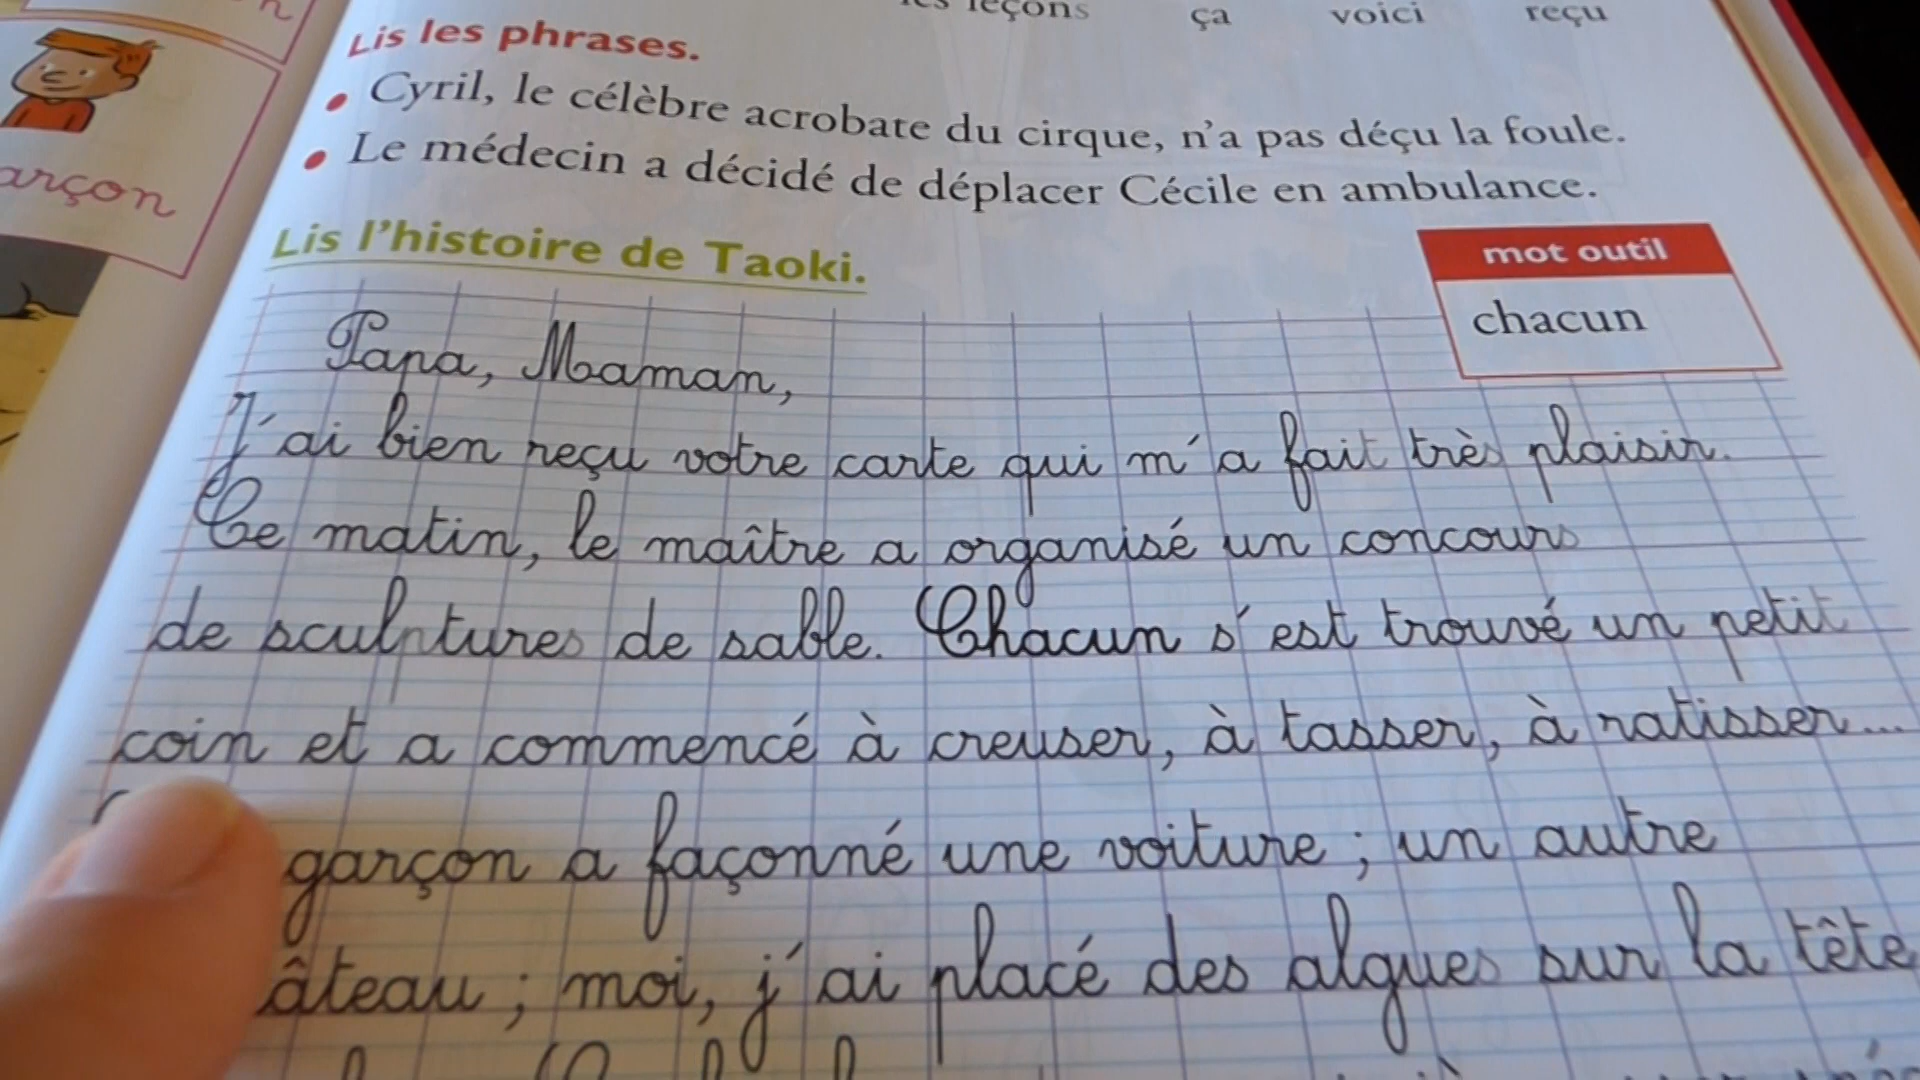 leçons ça voici reçu
Lis les phrases.
• Cyril, le célèbre acrobate du cirque, n'a pas déçu la foule.
• Le médecin a décidé de déplacer Cécile en ambulance.
arçon
Lis l'histoire de Taoki.
mot outil
chacun
Papa, Maman,
J'ai bien reçu votre carte qui m'a fait très plaisir.
Ce matin, le maître a organisé un concours
de sculptures de sable. Chacun s'est trouvé un petit
coin et a commencé à creuser, à tasser, à ratisser...
garçon a façonné une voiture ; un autre
âteau ; moi, j'ai placé des algues sur la tête